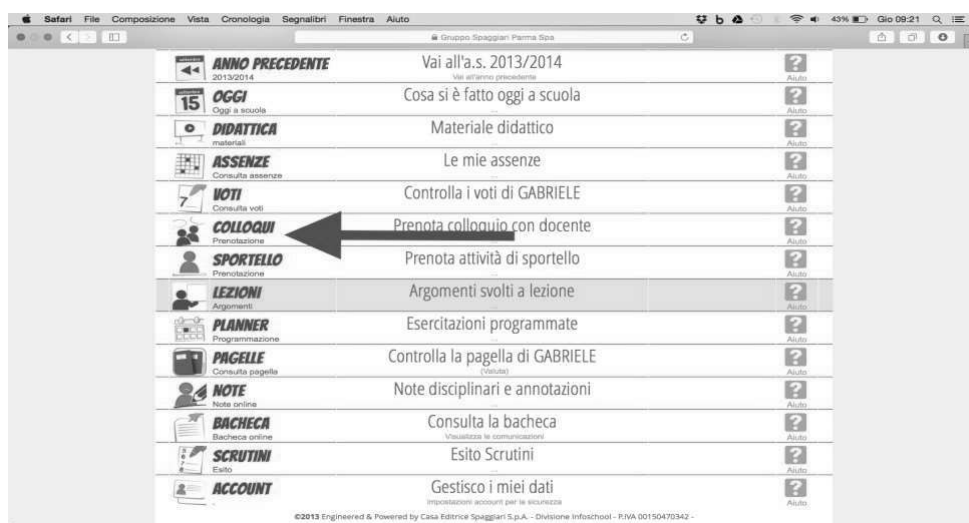 Safari File Composizione Vista Cronologia Segnalibri Finestra Aiuto 43% Gio 09:21
Gruppo Spaggiari Parma Spa
ANNO PRECEDENTE Vai all'a.s. 2013/2014
2013/2014 Vai all'anno precedente Aiuto
15 OGGI Cosa si è fatto oggi a scuola
Oggi a scuola ... Aiuto
DIDATTICA Materiale didattico
materiali ... Aiuto
ASSENZE Le mie assenze
Consulta assenze ... Aiuto
7 VOTI Controlla i voti di GABRIELE
Consulta voti ... Aiuto
COLLOQUI Prenota colloquio con docente
Prenotazione Aiuto
SPORTELLO Prenota attività di sportello
Prenotazione ... Aiuto
LEZIONI Argomenti svolti a lezione
Argomenti ... Aiuto
PLANNER Esercitazioni programmate
Programmazione ... Aiuto
PAGELLE Controlla la pagella di GABRIELE
Consulta pagella (Valuta) Aiuto
NOTE Note disciplinari e annotazioni
Note online ... Aiuto
BACHECA Consulta la bacheca
Bacheca online Visualizza le comunicazioni Aiuto
SCRUTINI Esito Scrutini
Esito ... Aiuto
ACCOUNT Gestisco i miei dati
. Impostazioni account per la sicurezza Aiuto
©2013 Engineered & Powered by Casa Editrice Spaggiari S.p.A. - Divisione Infoschool - P.IVA 00150470342 -